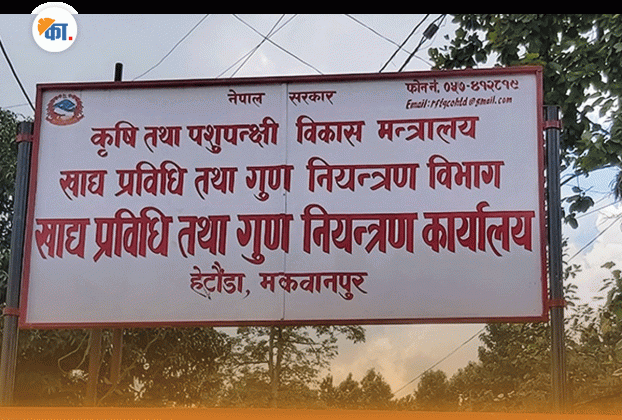 का.
नेपाल सरकार
फोन नं. ०५७-४१२८१९
Email:rftqcohtd@gmail.com
कृषि तथा पशुपन्क्षी विकास मन्त्रालय
खाद्य प्रविधि तथा गुण नियन्त्रण विभाग
खाद्य प्रविधि तथा गुण नियन्त्रण कार्यालय
हेटौंडा, मकवानपुर